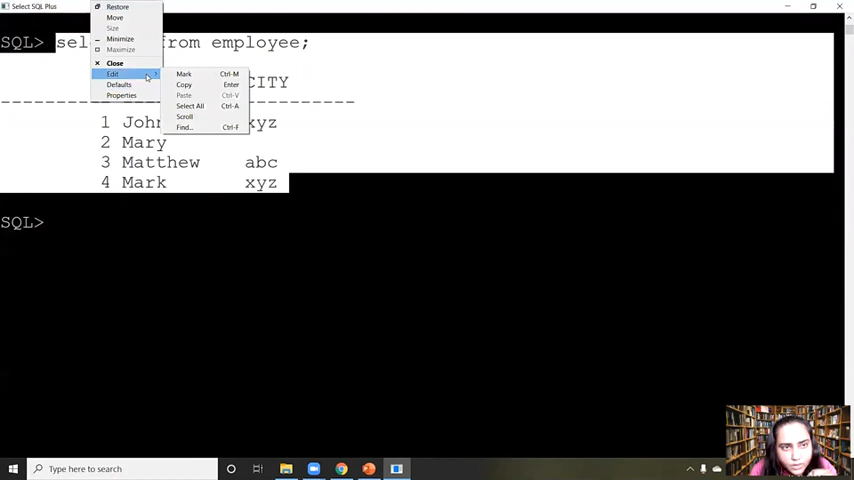 Select SQL Plus
Restore
Move
Size
Minimize
Maximize
Close
Edit
Defaults
Properties
Mark Ctrl-M
Copy Enter
Paste Ctrl-V
Select All Ctrl-A
Scroll
Find... Ctrl-F
SQL> sel from employee;
CITY
1 John xyz
2 Mary
3 Matthew abc
4 Mark xyz
SQL>
Type here to search